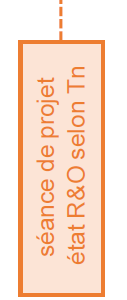 séance de projet
état R&O selon Tn